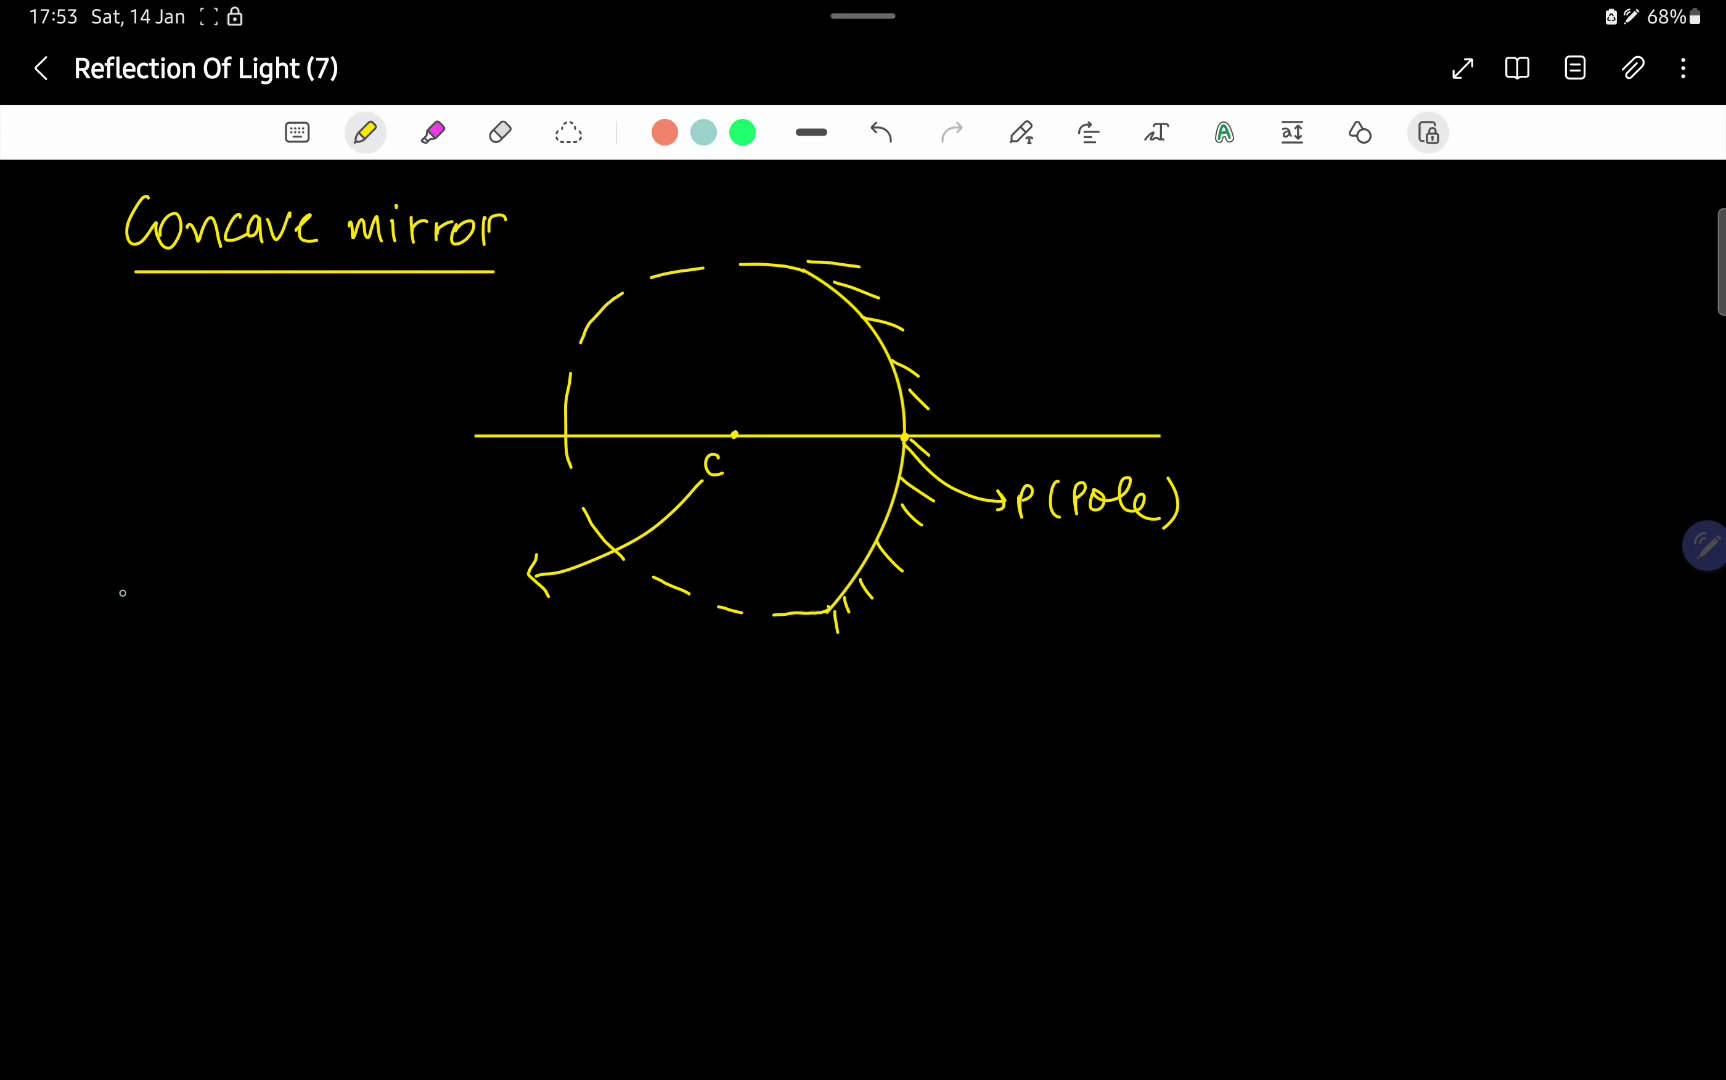 17:53 Sat, 14 Jan
68%
Reflection Of Light (7)
Concave mirror
C
P (Pole)